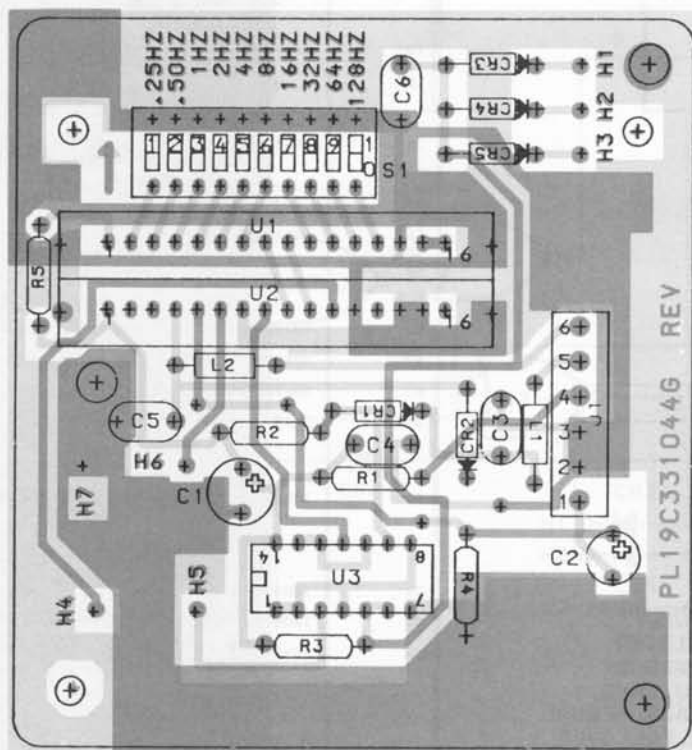 .25HZ
.50HZ
1HZ
2HZ
4HZ
8HZ
16HZ
32HZ
64HZ
128HZ
C6
CR3
H1
CR4
H2
CR5
H3
1
1 2 3 4 5 6 7 8 9
1
0
S1
U1
1
16
R5
U2
1
16
L2
6
5
4
3
2
1
J1
C5
R2
CR1
C4
CR2
C3
L1
H6
R1
C1
H7
14
8
U3
1
7
H5
H4
R4
C2
R3
PL19C331044G REV